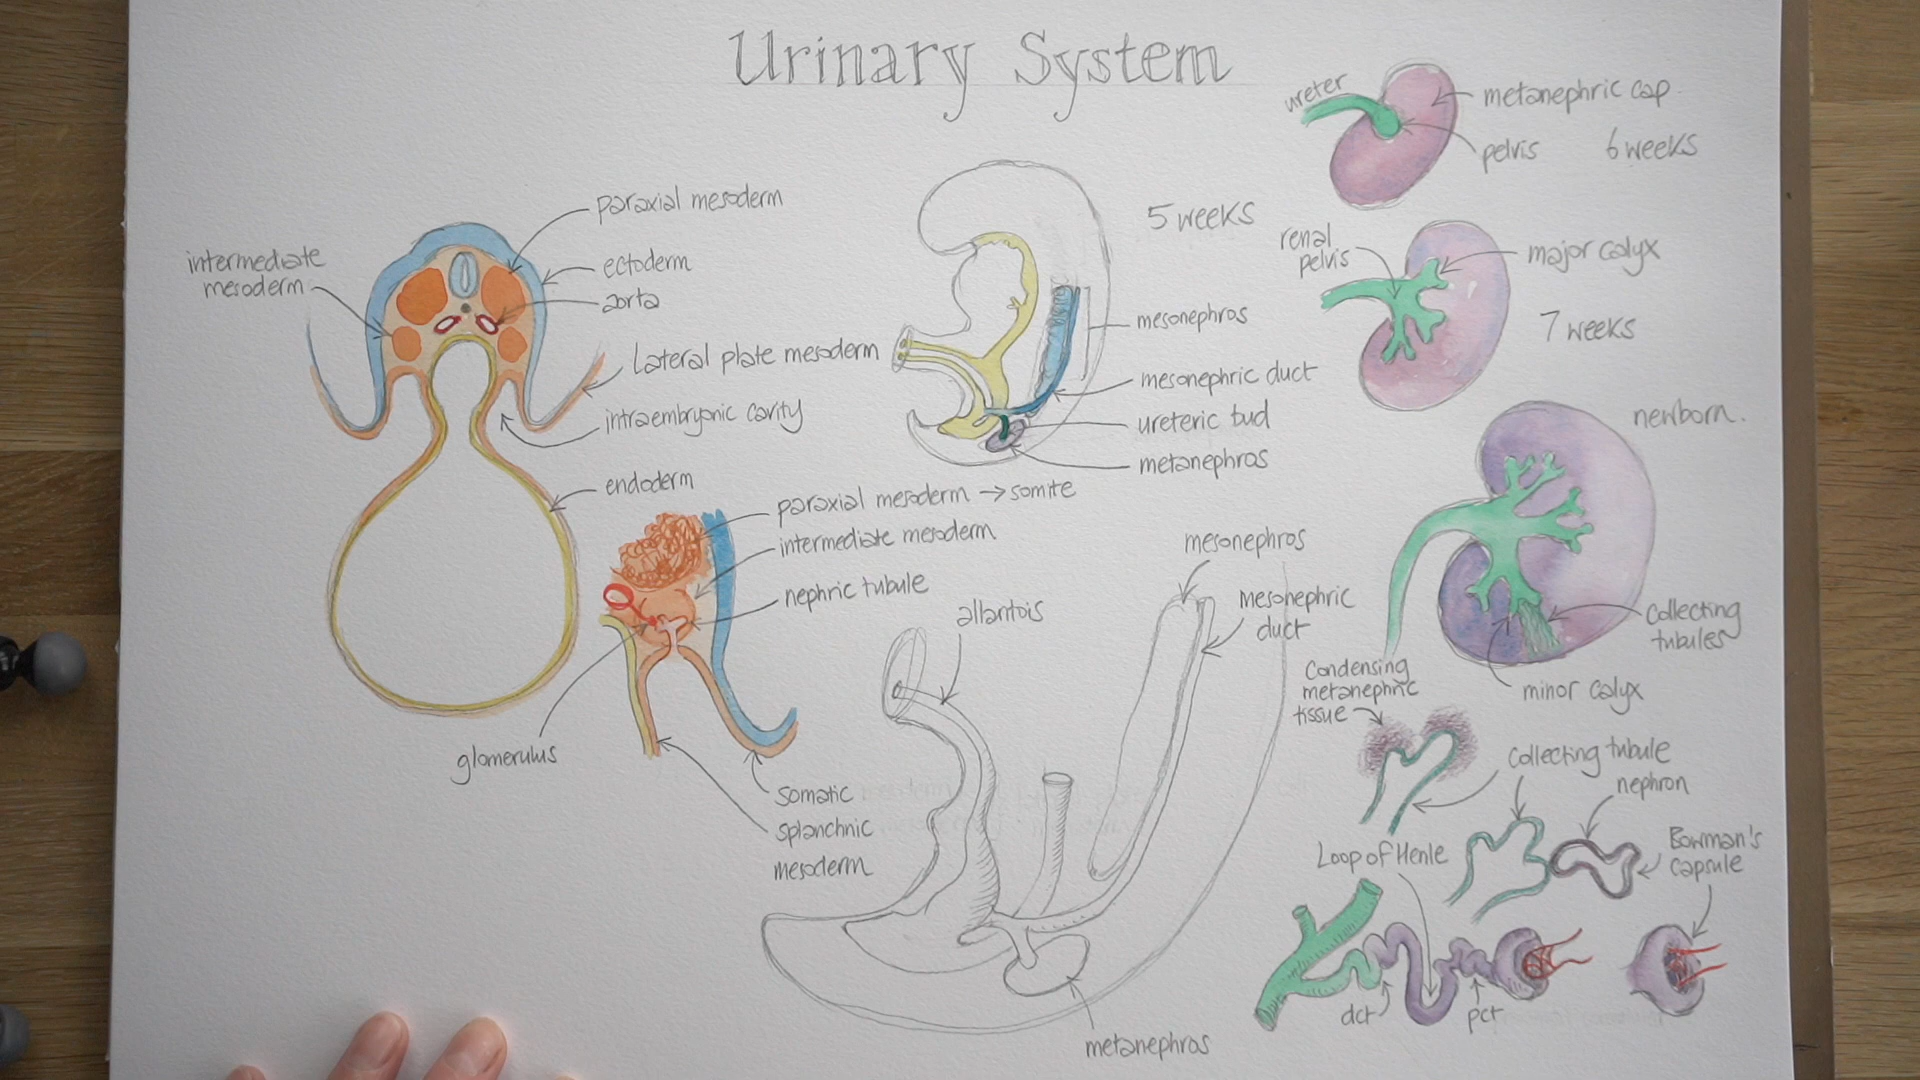 Urinary System
intermediate
mesoderm
paraxial mesoderm
ectoderm
aorta
Lateral plate mesoderm
intraembryonic cavity
endoderm
paraxial mesoderm → somite
intermediate mesoderm
nephric tubule
glomerulus
somatic
splanchnic
mesoderm
5 weeks
mesonephros
mesonephric duct
ureteric bud
metanephros
allantois
mesonephros
mesonephric
duct
metanephros
ureter
metanephric cap
pelvis
6 weeks
renal
pelvis
major calyx
7 weeks
newborn.
collecting
tubules
minor calyx
Condensing
metanephric
tissue
collecting tubule
nephron
Bowman's
capsule
Loop of Henle
dct
pct